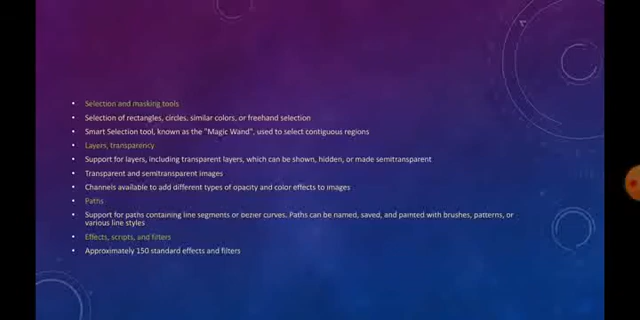 Selection and masking tools
Selection of rectangles, circles, similar colors, or freehand selection
Smart Selection tool, known as the "Magic Wand", used to select contiguous regions
Layers, transparency
Support for layers, including transparent layers, which can be shown, hidden, or made semitransparent
Transparent and semitransparent images
Channels available to add different types of opacity and color effects to images
Paths
Support for paths containing line segments or bezier curves. Paths can be named, saved, and painted with brushes, patterns, or
various line styles
Effects, scripts, and filters
Approximately 150 standard effects and filters